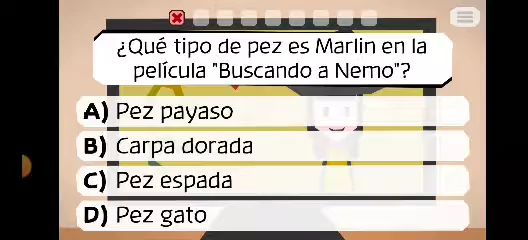 ¿Qué tipo de pez es Marlin en la
película "Buscando a Nemo"?
A) Pez payaso
B) Carpa dorada
C) Pez espada
D) Pez gato